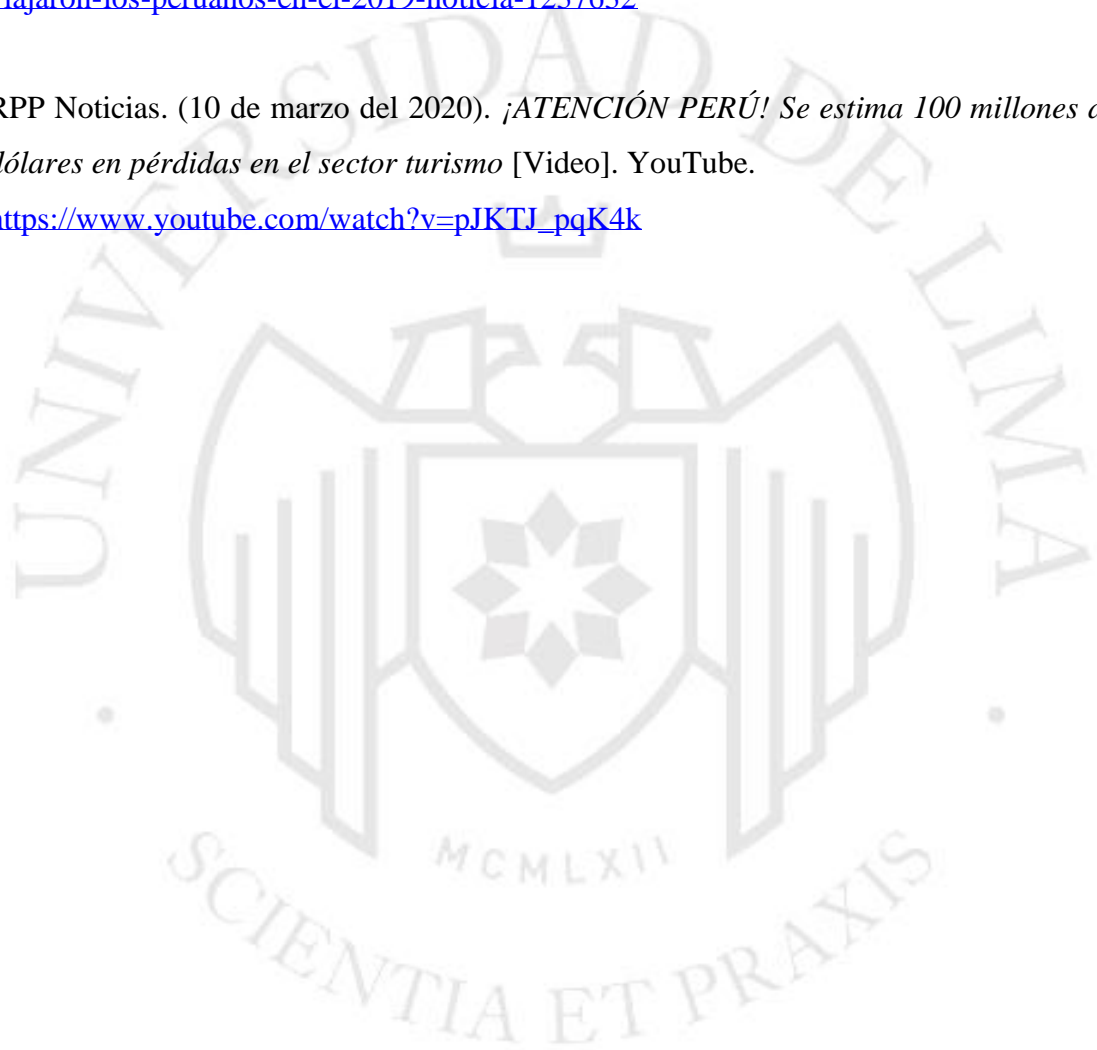 lajaron-los-peruanos-en-el-2019-noticia-1237632
RPP Noticias. (10 de marzo del 2020). ¡ATENCIÓN PERÚ! Se estima 100 millones
dólares en pérdidas en el sector turismo [Video]. YouTube.
https://www.youtube.com/watch?v=pJKTJ_pqK4k
UNIVERSIDAD DE LIMA
MCMLXII
SCIENTIA ET PRAXIS